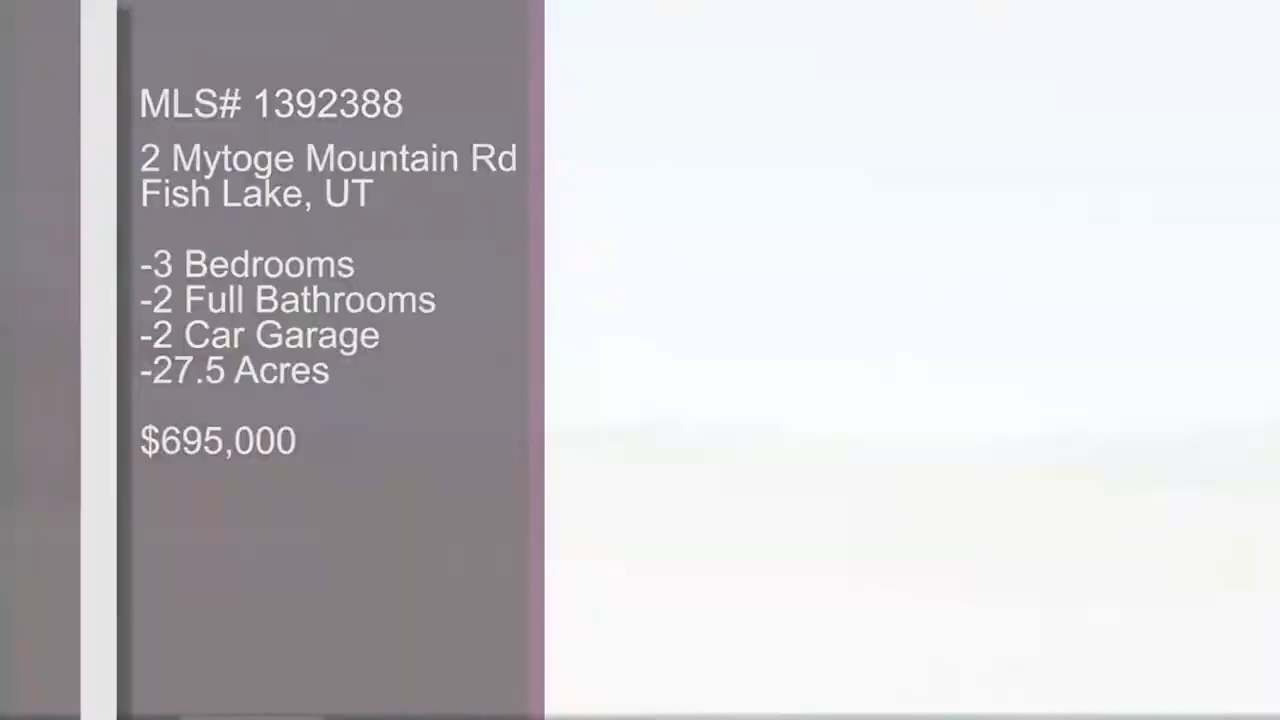 MLS# 1392388
2 Mytoge Mountain Rd
Fish Lake, UT
-3 Bedrooms
-2 Full Bathrooms
-2 Car Garage
-27.5 Acres
$695,000